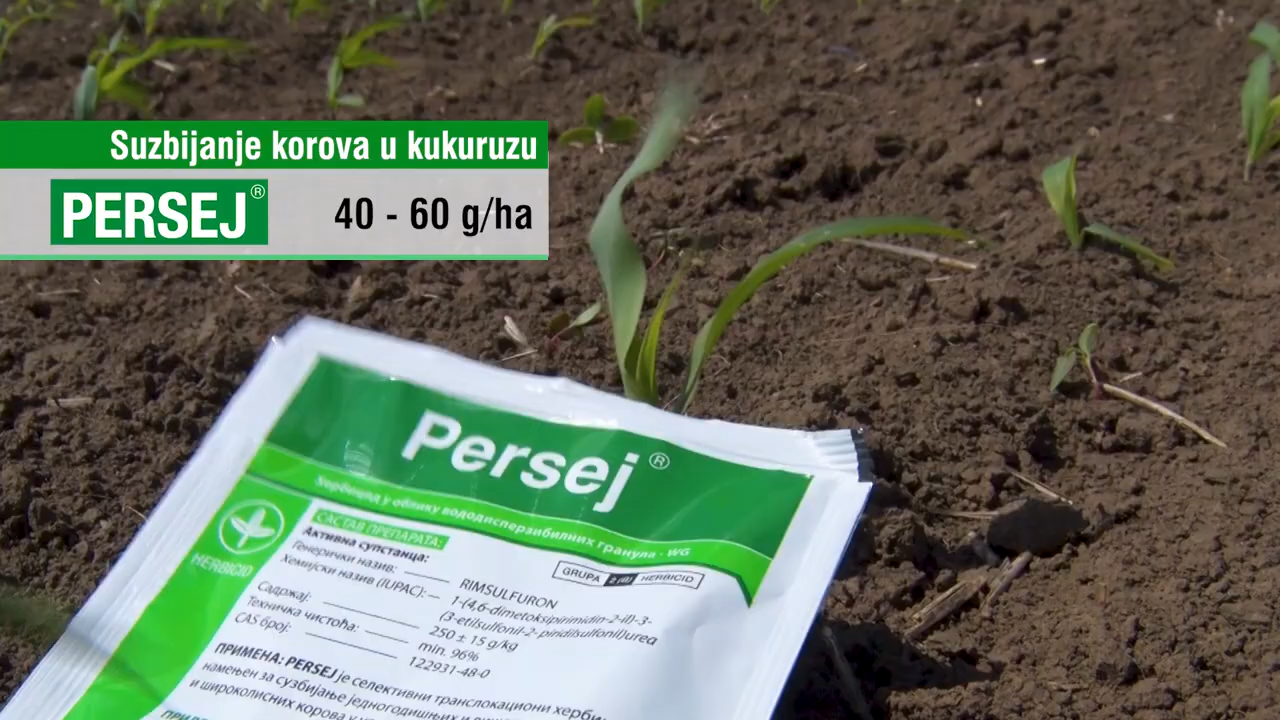 Suzbijanje korova u kukuruzu
PERSEJ®
40 - 60 g/ha
Persej®
Хербицид у облику вододисперзибилних гранула - WG
HERBICID
САСТАВ ПРЕПАРАТА:
Активна супстанца:
Генерички назив: RIMSULFURON
Хемијски назив (IUPAC): 1-(4,6-dimetoksipirimidin-2-il)-3-
(3-etilsulfonil-2-piridilsulfonil)urea
GRUPA 2 (B) HERBICID
Садржај: 250 ± 15 g/kg
Техничка чистоћа: min. 96%
CAS број: 122931-48-0
ПРИМЕНА: PERSEJ је селективни транслокациони
намењен за сузбијање једногодишњих и
и широколисних корова у